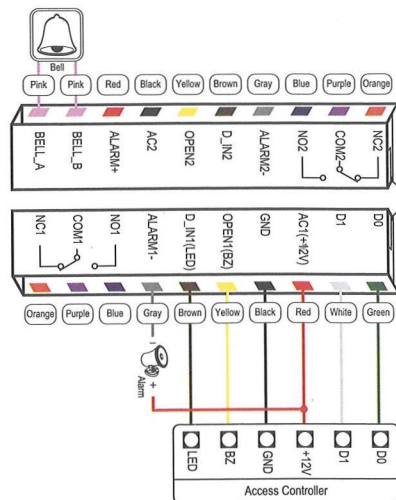 Bell
Pink
Pink
Red
Black
Yellow
Brown
Gray
Blue
Purple
Orange
BELL_A
BELL_B
ALARM+
AC2
OPEN2
D_IN2
ALARM2-
NO2
COM2
NC2
NC1
COM1
NO1
ALARM1-
D_IN1(LED)
OPEN1(BZ)
GND
AC1(+12V)
D1
D0
Orange
Purple
Blue
Gray
Brown
Yellow
Black
Red
White
Green
-
+
Alarm
LED
BZ
GND
+12V
D1
D0
Access Controller